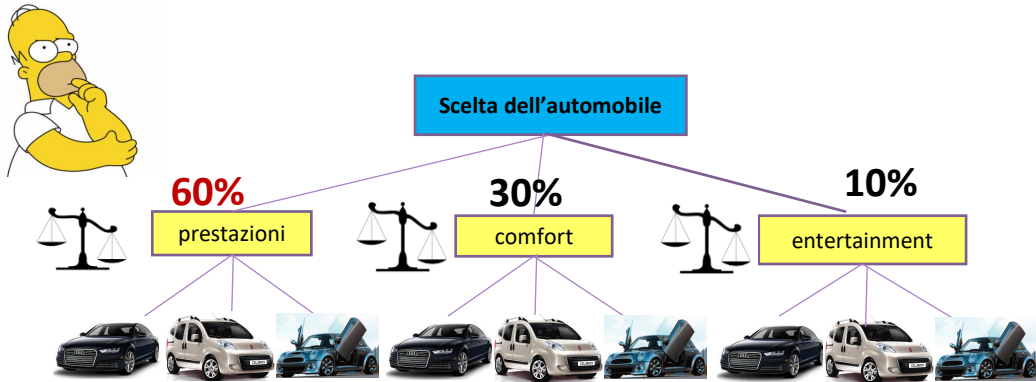 Scelta dell’automobile
60%
30%
10%
prestazioni
comfort
entertainment